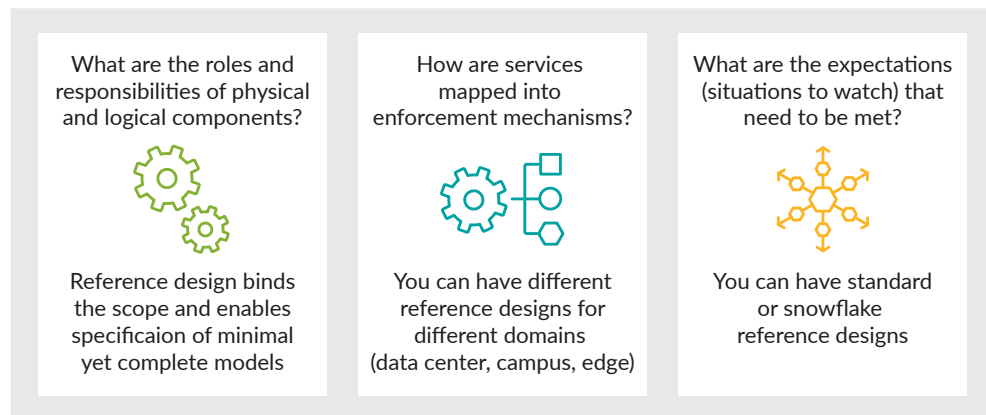 What are the roles and
responsibilities of physical
and logical components?
Reference design binds
the scope and enables
specificaion of minimal
yet complete models
How are services
mapped into
enforcement mechanisms?
You can have different
reference designs for
different domains
(data center, campus, edge)
What are the expectations
(situations to watch) that
need to be met?
You can have standard
or snowflake
reference designs